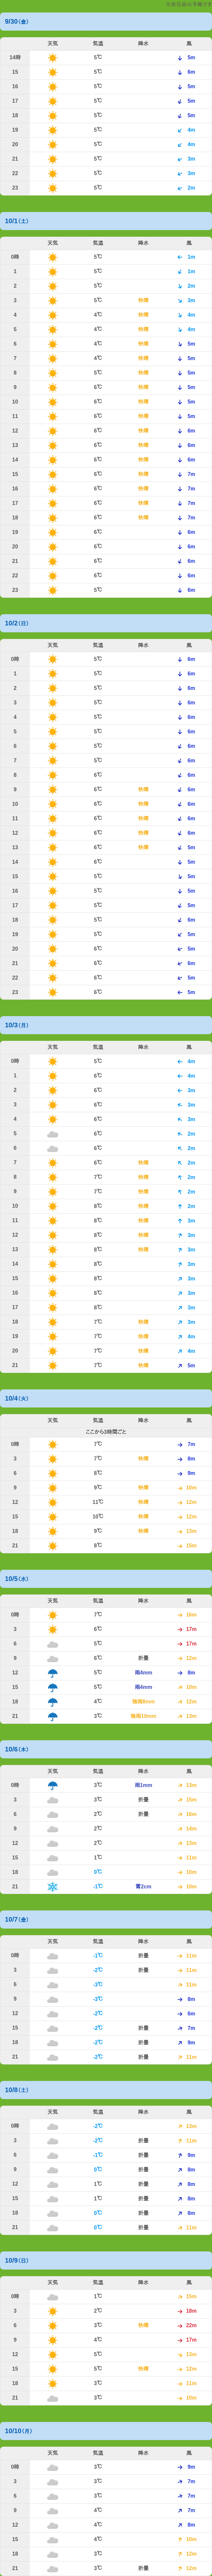 9/30(金)
天気 気温 降水 風
14時 5℃ 5m
15 5℃ 6m
16 5℃ 5m
17 5℃ 5m
18 5℃ 5m
19 5℃ 4m
20 5℃ 4m
21 5℃ 3m
22 5℃ 3m
23 5℃ 2m
10/1(土)
天気 気温 降水 風
0時 5℃ 1m
1 5℃ 1m
2 5℃ 2m
3 5℃ 快晴 3m
4 4℃ 快晴 4m
5 4℃ 快晴 4m
6 4℃ 快晴 5m
7 4℃ 快晴 5m
8 5℃ 快晴 5m
9 6℃ 快晴 5m
10 6℃ 快晴 5m
11 6℃ 快晴 5m
12 6℃ 快晴 6m
13 6℃ 快晴 6m
14 6℃ 快晴 6m
15 6℃ 快晴 7m
16 6℃ 快晴 7m
17 6℃ 快晴 7m
18 6℃ 快晴 7m
19 6℃ 6m
20 6℃ 6m
21 6℃ 6m
22 6℃ 6m
23 5℃ 6m
10/2(日)
天気 気温 降水 風
0時 5℃ 6m
1 5℃ 6m
2 5℃ 6m
3 5℃ 6m
4 5℃ 6m
5 5℃ 6m
6 5℃ 5m
7 5℃ 6m
8 6℃ 6m
9 6℃ 快晴 6m
10 6℃ 快晴 6m
11 6℃ 快晴 6m
12 6℃ 快晴 6m
13 6℃ 快晴 5m
14 6℃ 5m
15 5℃ 5m
16 5℃ 5m
17 5℃ 5m
18 5℃ 6m
19 5℃ 5m
20 6℃ 5m
21 6℃ 6m
22 6℃ 5m
23 6℃ 5m
10/3(月)
天気 気温 降水 風
0時 5℃ 4m
1 6℃ 4m
2 6℃ 3m
3 6℃ 3m
4 6℃ 3m
5 6℃ 2m
6 6℃ 2m
7 6℃ 快晴 2m
8 7℃ 快晴 2m
9 7℃ 快晴 2m
10 8℃ 快晴 2m
11 8℃ 快晴 3m
12 8℃ 快晴 3m
13 8℃ 快晴 3m
14 8℃ 3m
15 8℃ 3m
16 8℃ 3m
17 8℃ 3m
18 7℃ 快晴 3m
19 7℃ 快晴 4m
20 7℃ 快晴 4m
21 7℃ 快晴 5m
10/4(火)
天気 気温 降水 風
ここから3時間ごと
0時 7℃ 7m
3 7℃ 快晴 8m
6 8℃ 9m
9 9℃ 快晴 10m
12 11℃ 快晴 12m
15 10℃ 快晴 12m
18 9℃ 快晴 13m
21 8℃ 15m
10/5(水)
天気 気温 降水 風
0時 7℃ 16m
3 6℃ 17m
6 5℃ 17m
9 6℃ 折曇 12m
12 5℃ 雨4mm 8m
15 5℃ 雨4mm 10m
18 4℃ 強雨8mm 12m
21 3℃ 強雨10mm 13m
10/6(木)
天気 気温 降水 風
0時 3℃ 雨1mm 13m
3 3℃ 折曇 15m
6 2℃ 折曇 16m
9 2℃ 14m
12 2℃ 13m
15 1℃ 11m
18 0℃ 10m
21 -1℃ 雪2cm 10m
10/7(金)
天気 気温 降水 風
0時 -1℃ 折曇 11m
3 -2℃ 折曇 11m
6 -3℃ 11m
9 -3℃ 8m
12 -2℃ 6m
15 -2℃ 折曇 7m
18 -2℃ 折曇 9m
21 -2℃ 折曇 11m
10/8(土)
天気 気温 降水 風
0時 -2℃ 13m
3 -2℃ 折曇 11m
6 -1℃ 折曇 9m
9 0℃ 折曇 8m
12 1℃ 折曇 8m
15 1℃ 折曇 8m
18 0℃ 折曇 8m
21 0℃ 折曇 11m
10/9(日)
天気 気温 降水 風
0時 1℃ 15m
3 2℃ 18m
6 3℃ 快晴 22m
9 4℃ 17m
12 5℃ 13m
15 5℃ 快晴 12m
18 3℃ 11m
21 3℃ 10m
10/10(月)
天気 気温 降水 風
0時 3℃ 9m
3 3℃ 7m
6 3℃ 7m
9 4℃ 7m
12 4℃ 8m
15 4℃ 10m
18 3℃ 12m
21 3℃ 折曇 12m